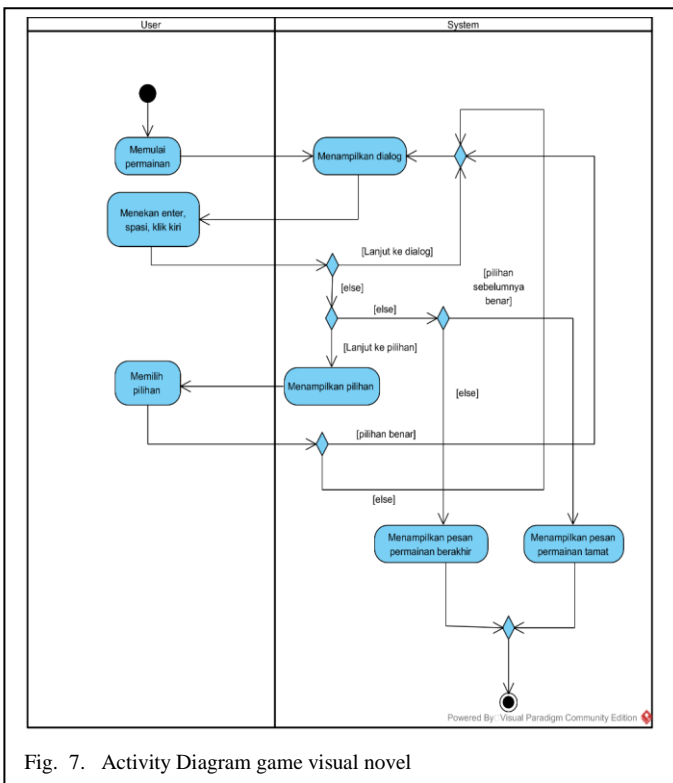 User
System
Memulai
permainan
Menampilkan dialog
Menekan enter,
spasi, klik kiri
[Lanjut ke dialog]
[pilihan
sebelumnya
benar]
[else]
[else]
[Lanjut ke pilihan]
Memilih
pilihan
Menampilkan pilihan
[else]
[pilihan benar]
[else]
Menampilkan pesan
permainan berakhir
Menampilkan pesan
permainan tamat
Powered By Visual Paradigm Community Edition
Fig. 7. Activity Diagram game visual novel